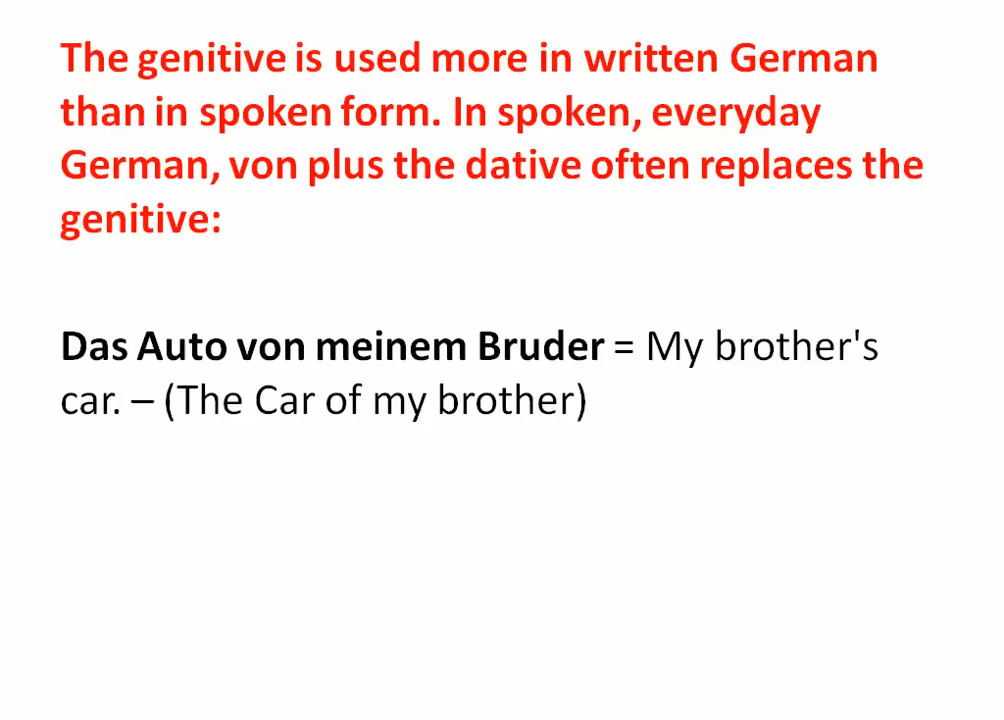 The genitive is used more in written German
than in spoken form. In spoken, everyday
German, von plus the dative often replaces the
genitive:
Das Auto von meinem Bruder = My brother's
car. – (The Car of my brother)